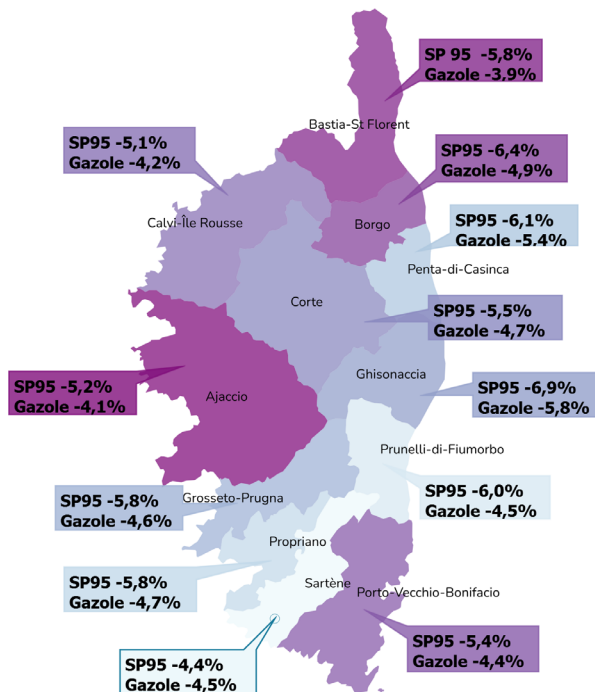 SP 95 -5,8%
Gazole -3,9%
Bastia-St Florent
SP95 -5,1%
Gazole -4,2%
SP95 -6,4%
Gazole -4,9%
Calvi-Île Rousse
Borgo
SP95 -6,1%
Gazole -5,4%
Penta-di-Casinca
Corte
SP95 -5,5%
Gazole -4,7%
Ghisonaccia
SP95 -5,2%
Gazole -4,1%
Ajaccio
SP95 -6,9%
Gazole -5,8%
Prunelli-di-Fiumorbo
SP95 -5,8%
Gazole -4,6%
Grosseto-Prugna
SP95 -6,0%
Gazole -4,5%
Propriano
SP95 -5,8%
Gazole -4,7%
Sartène
Porto-Vecchio-Bonifacio
SP95 -5,4%
Gazole -4,4%
SP95 -4,4%
Gazole -4,5%